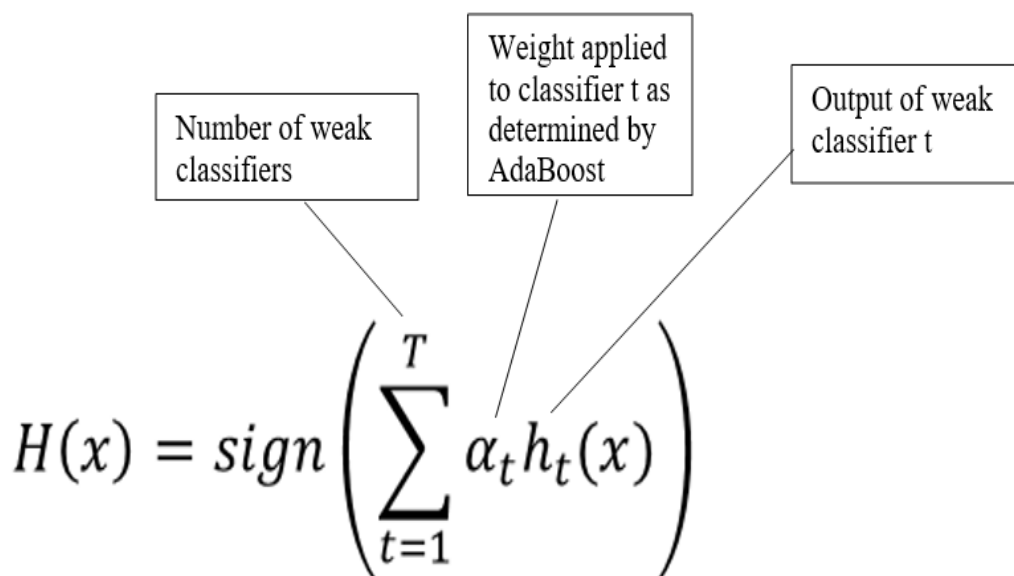 Number of weak
classifiers
Weight applied
to classifier t as
determined by
AdaBoost
Output of weak
classifier t
H(x) = sign(∑_{t=1}^{T} α_t h_t(x))